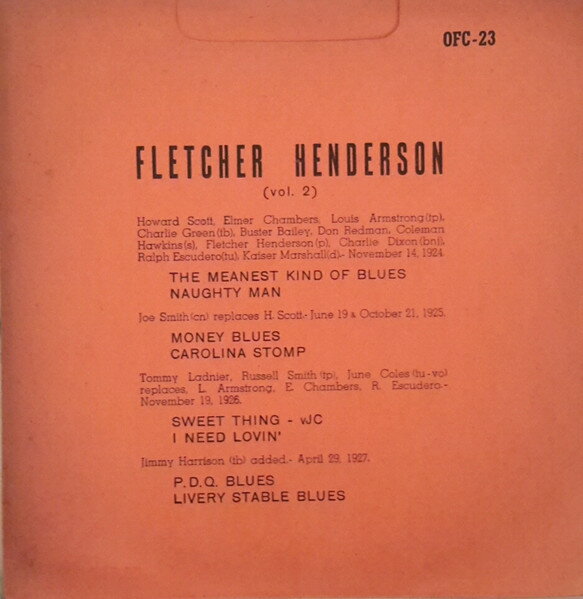 OFC-23
FLETCHER HENDERSON
(vol. 2)
Howard Scott, Elmer Chambers, Louis Armstrong(tp),
Charlie Green(tb), Buster Bailey, Don Redman, Coleman
Hawkins(s), Fletcher Henderson(p), Charlie Dixon(bnj),
Ralph Escudero(tu), Kaiser Marshall(d).- November 14, 1924.
THE MEANEST KIND OF BLUES
NAUGHTY MAN
Joe Smith(cn) replaces H. Scott.- June 19 & October 21, 1925.
MONEY BLUES
CAROLINA STOMP
Tommy Ladnier, Russell Smith(tp), June Coles(tu-vo)
replaces, L. Armstrong, E. Chambers, R. Escudero.-
November 19, 1926.
SWEET THING - vJC
I NEED LOVIN'
Jimmy Harrison (tb) added.- April 29, 1927.
P.D.Q. BLUES
LIVERY STABLE BLUES